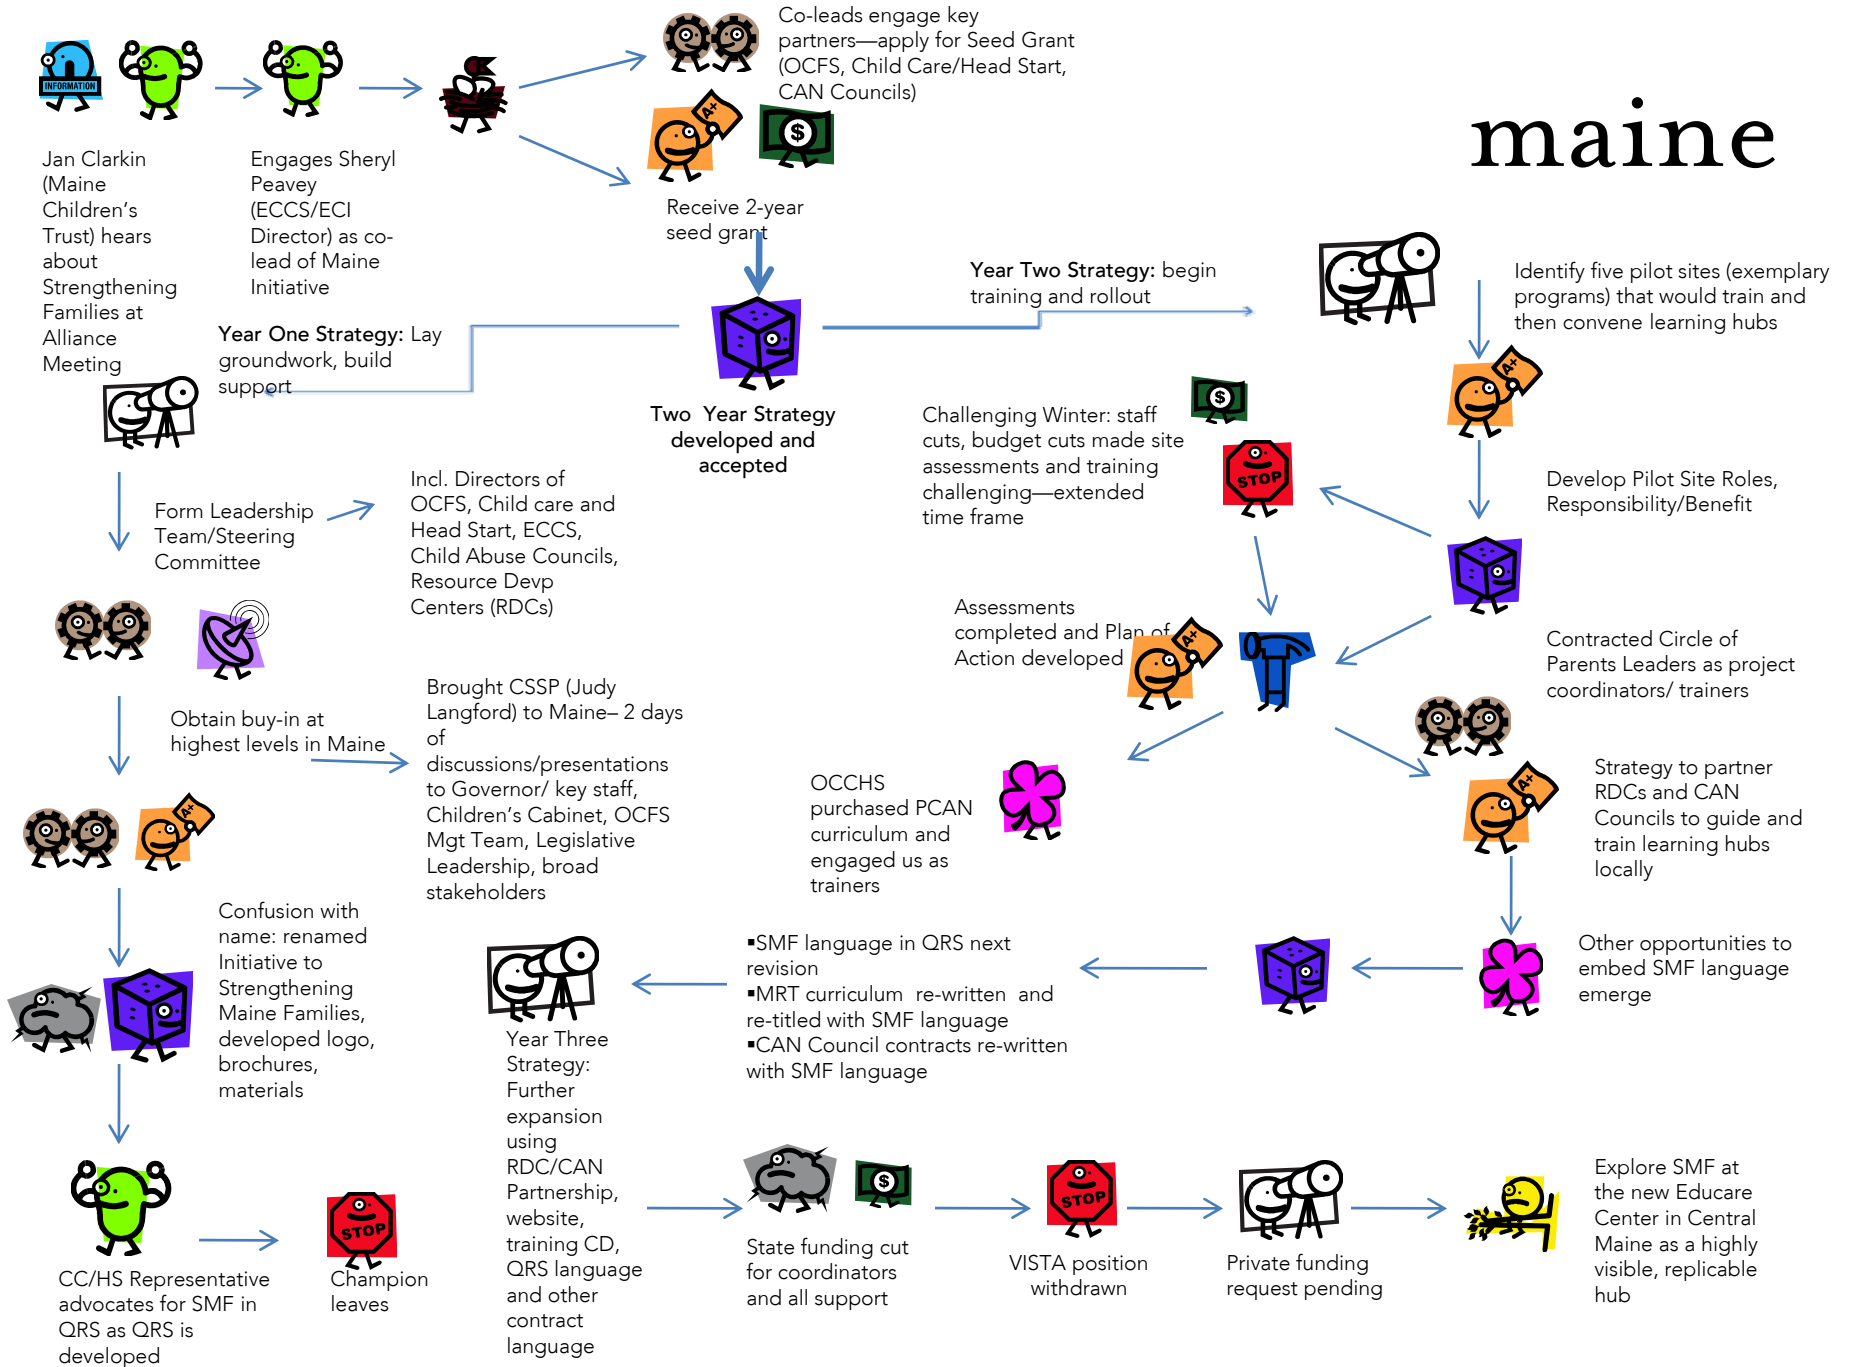 maine
INFORMATION
Jan Clarkin
(Maine
Children's
Trust) hears
about
Strengthening
Families at
Alliance
Meeting
Engages Sheryl
Peavey
(ECCS/ECI
Director) as co-
lead of Maine
Initiative
Co-leads engage key
partners—apply for Seed Grant
(OCFS, Child Care/Head Start,
CAN Councils)
A+
$
Receive 2-year
seed grant
Two  Year Strategy
developed and
accepted
Year One Strategy: Lay
groundwork, build
support
Form Leadership
Team/Steering
Committee
Incl. Directors of
OCFS, Child care and
Head Start, ECCS,
Child Abuse Councils,
Resource Devp
Centers (RDCs)
Obtain buy-in at
highest levels in Maine
Brought CSSP (Judy
Langford) to Maine– 2 days
of
discussions/presentations
to Governor/ key staff,
Children's Cabinet, OCFS
Mgt Team, Legislative
Leadership, broad
stakeholders
A+
Confusion with
name: renamed
Initiative to
Strengthening
Maine Families,
developed logo,
brochures,
materials
CC/HS Representative
advocates for SMF in
QRS as QRS is
developed
STOP
Champion
leaves
Year Two Strategy: begin
training and rollout
Identify five pilot sites (exemplary
programs) that would train and
then convene learning hubs
A+
Develop Pilot Site Roles,
Responsibility/Benefit
$
STOP
Challenging Winter: staff
cuts, budget cuts made site
assessments and training
challenging—extended
time frame
Contracted Circle of
Parents Leaders as project
coordinators/ trainers
Assessments
completed and Plan of
Action developed
A+
OCCHS
purchased PCAN
curriculum and
engaged us as
trainers
A+
Strategy to partner
RDCs and CAN
Councils to guide and
train learning hubs
locally
Other opportunities to
embed SMF language
emerge
▪SMF language in QRS next
revision
▪MRT curriculum  re-written  and
re-titled with SMF language
▪CAN Council contracts re-written
with SMF language
Year Three
Strategy:
Further
expansion
using
RDC/CAN
Partnership,
website,
training CD,
QRS language
and other
contract
language
$
State funding cut
for coordinators
and all support
STOP
VISTA position
withdrawn
Private funding
request pending
Explore SMF at
the new Educare
Center in Central
Maine as a highly
visible, replicable
hub